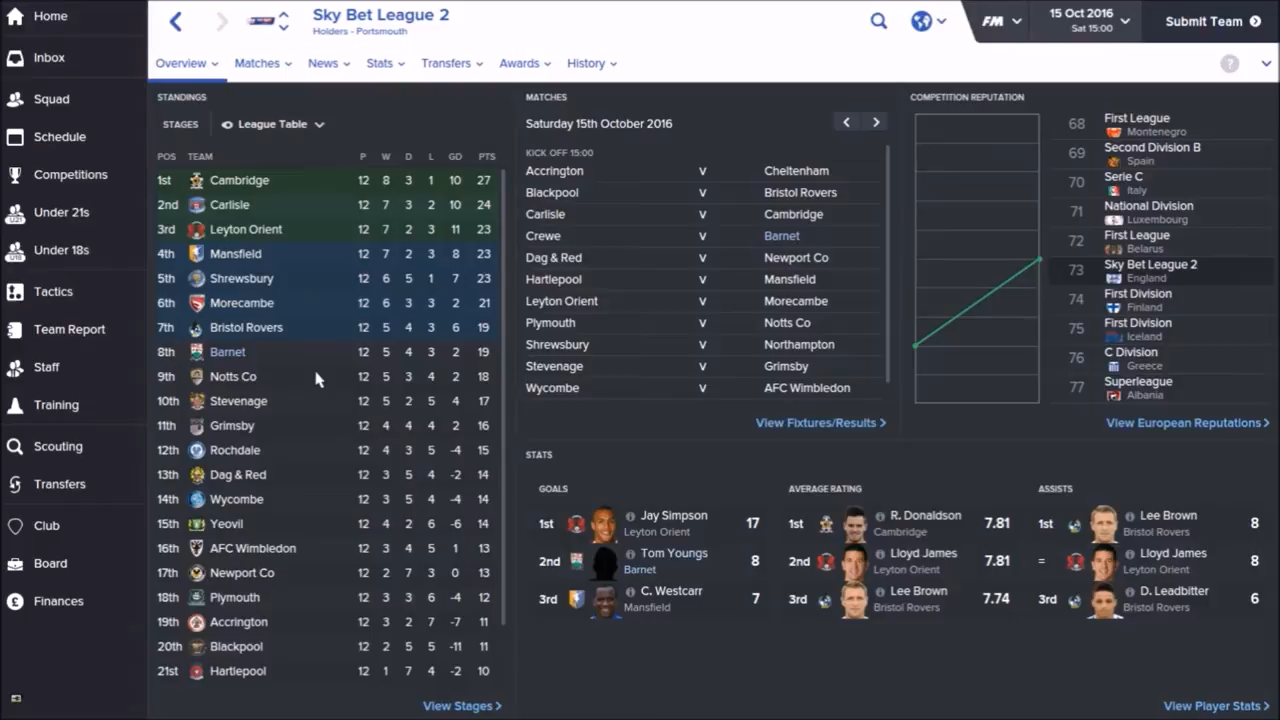 Home
Inbox
Squad
Schedule
Competitions
Under 21s
Under 18s
Tactics
Team Report
Staff
Training
Scouting
Transfers
Club
Board
Finances
Sky Bet League 2
Holders - Portsmouth
FM
15 Oct 2016
Sat 15:00
Submit Team
Overview Matches News Stats Transfers Awards History
STANDINGS
STAGES League Table
POS TEAM P W D L GD PTS
1st Cambridge 12 8 3 1 10 27
2nd Carlisle 12 7 3 2 10 24
3rd Leyton Orient 12 7 2 3 11 23
4th Mansfield 12 7 2 3 8 23
5th Shrewsbury 12 6 5 1 7 23
6th Morecambe 12 6 3 3 2 21
7th Bristol Rovers 12 5 4 3 6 19
8th Barnet 12 5 4 3 2 19
9th Notts Co 12 5 3 4 2 18
10th Stevenage 12 5 2 5 4 17
11th Grimsby 12 4 4 4 2 16
12th Rochdale 12 4 3 5 -4 15
13th Dag & Red 12 3 5 4 -2 14
14th Wycombe 12 3 5 4 -4 14
15th Yeovil 12 4 2 6 -6 14
16th AFC Wimbledon 12 3 4 5 1 13
17th Newport Co 12 2 7 3 0 13
18th Plymouth 12 3 3 6 -4 12
19th Accrington 12 3 2 7 -7 11
20th Blackpool 12 2 5 5 -11 11
21st Hartlepool 12 1 7 4 -2 10
View Stages >
MATCHES
Saturday 15th October 2016
KICK OFF 15:00
Accrington v Cheltenham
Blackpool v Bristol Rovers
Carlisle v Cambridge
Crewe v Barnet
Dag & Red v Newport Co
Hartlepool v Mansfield
Leyton Orient v Morecambe
Plymouth v Notts Co
Shrewsbury v Northampton
Stevenage v Grimsby
Wycombe v AFC Wimbledon
View Fixtures/Results >
COMPETITION REPUTATION
68 First League
Montenegro
69 Second Division B
Spain
70 Serie C
Italy
71 National Division
Luxembourg
72 First League
Belarus
73 Sky Bet League 2
England
74 First Division
Finland
75 First Division
Iceland
76 C Division
Greece
77 Superleague
Albania
View European Reputations >
STATS
GOALS
1st Jay Simpson 17
Leyton Orient
2nd Tom Youngs 8
Barnet
3rd C. Westcarr 7
Mansfield
AVERAGE RATING
1st R. Donaldson 7.81
Cambridge
2nd Lloyd James 7.81
Leyton Orient
3rd Lee Brown 7.74
Bristol Rovers
ASSISTS
1st Lee Brown 8
Bristol Rovers
= Lloyd James 8
Leyton Orient
3rd D. Leadbitter 6
Bristol Rovers
View Player Stats >